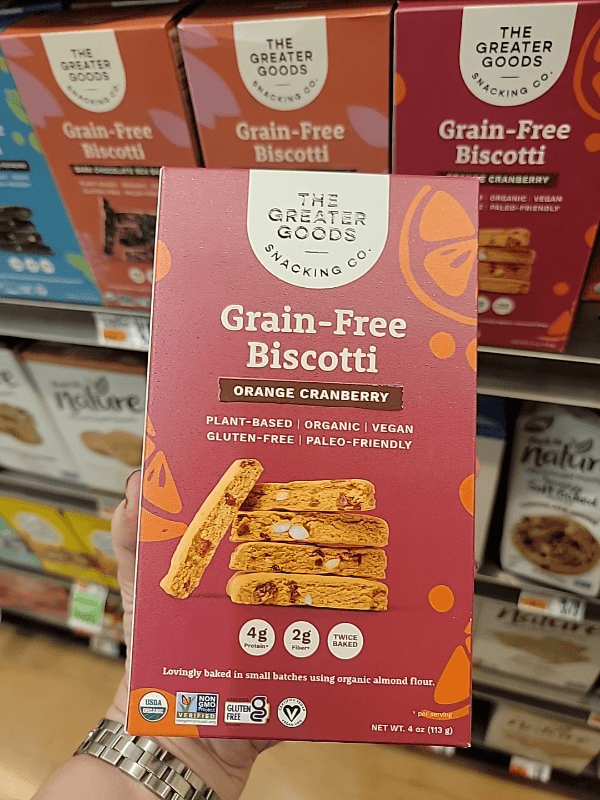 THE
GREATER
GOODS
SNACKING CO.
Grain-Free
Biscotti
THE
GREATER
GOODS
SNACKING CO.
Grain-Free
Biscotti
THE
GREATER
GOODS
SNACKING CO.
Grain-Free
Biscotti
CRANBERRY
ORGANIC | VEGAN
PALEO-FRIENDLY
THE
GREATER
GOODS
SNACKING CO.
Grain-Free
Biscotti
ORANGE CRANBERRY
PLANT-BASED | ORGANIC | VEGAN
GLUTEN-FREE | PALEO-FRIENDLY
4g
Protein*
2g
Fiber*
TWICE
BAKED
Lovingly baked in small batches using organic almond flour.
USDA
ORGANIC
NON
GMO
Project
VERIFIED
GLUTEN
FREE
* per serving
NET WT. 4 oz (113 g)
nature
natur